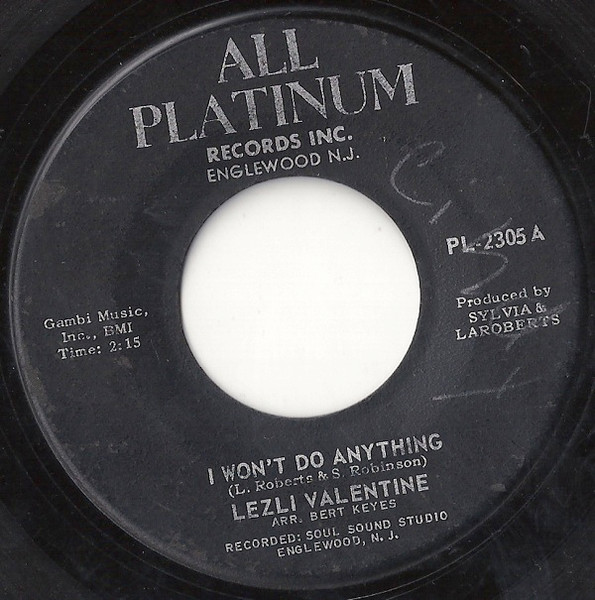 ALL
PLATINUM
RECORDS INC.
ENGLEWOOD N.J.
PL-2305 A
Gambi Music,
Inc., BMI
Time: 2:15
Produced by
SYLVIA &
LAROBERTS
I WON'T DO ANYTHING
(L. Roberts & S. Robinson)
LEZLI VALENTINE
ARR. BERT KEYES
RECORDED: SOUL SOUND STUDIO
ENGLEWOOD, N. J.